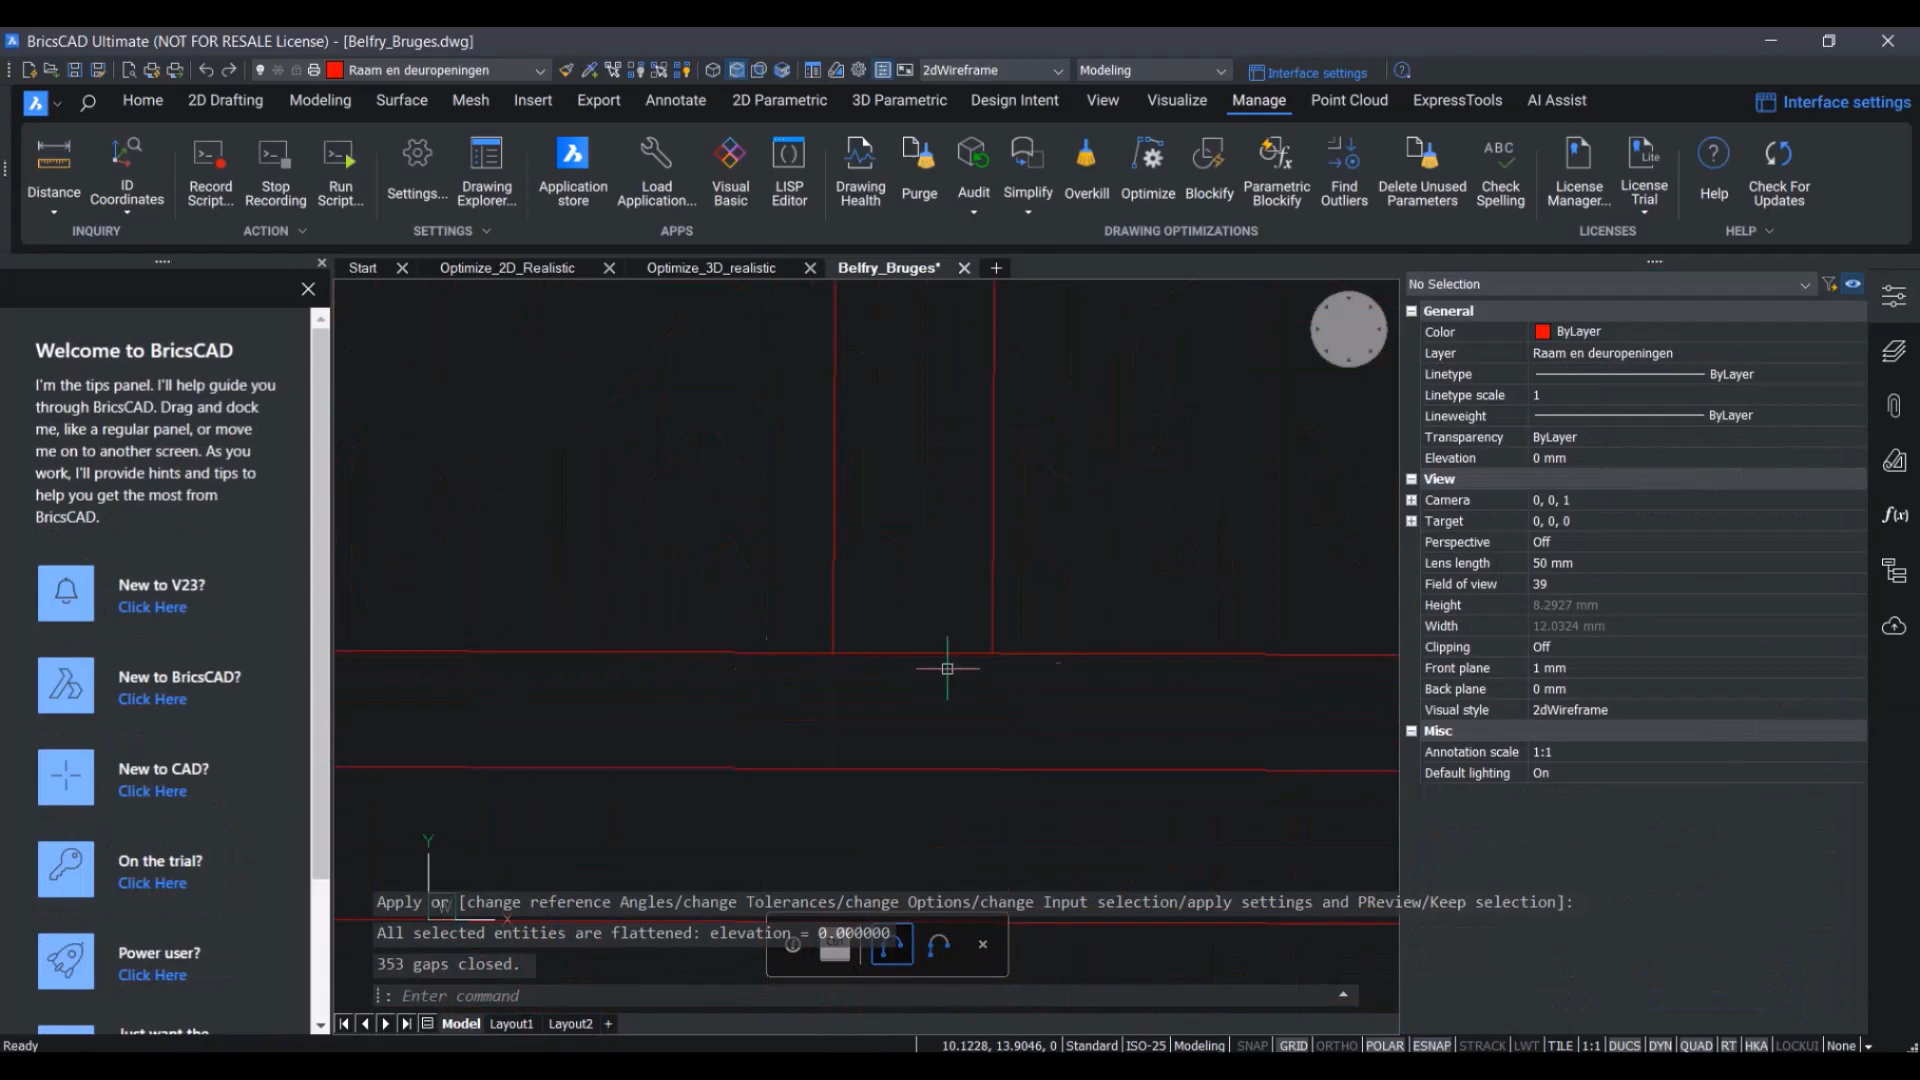 BricsCAD Ultimate (NOT FOR RESALE License) - [Belfry_Bruges.dwg]
Raam en deuropeningen
2dWireframe
Modeling
Interface settings
Home
2D Drafting
Modeling
Surface
Mesh
Insert
Export
Annotate
2D Parametric
3D Parametric
Design Intent
View
Visualize
Manage
Point Cloud
ExpressTools
AI Assist
Interface settings
Distance
ID
Coordinates
Record
Script...
Stop
Recording
Run
Script...
Settings...
Drawing
Explorer...
Application
store
Load
Application...
Visual
Basic
LISP
Editor
Drawing
Health
Purge
Audit
Simplify
Overkill
Optimize
Blockify
Parametric
Blockify
Find
Outliers
Delete Unused
Parameters
ABC
Check
Spelling
License
Manager...
Lite
License
Trial
Help
Check For
Updates
INQUIRY
ACTION
SETTINGS
APPS
DRAWING OPTIMIZATIONS
LICENSES
HELP
Start
Optimize_2D_Realistic
Optimize_3D_realistic
Belfry_Bruges*
Welcome to BricsCAD
I'm the tips panel. I'll help guide you
through BricsCAD. Drag and dock
me, like a regular panel, or move
me on to another screen. As you
work, I'll provide hints and tips to
help you get the most from
BricsCAD.
New to V23?
Click Here
New to BricsCAD?
Click Here
New to CAD?
Click Here
On the trial?
Click Here
Power user?
Click Here
Just want the
No Selection
General
Color ByLayer
Layer Raam en deuropeningen
Linetype ByLayer
Linetype scale 1
Lineweight ByLayer
Transparency ByLayer
Elevation 0 mm
View
Camera 0, 0, 1
Target 0, 0, 0
Perspective Off
Lens length 50 mm
Field of view 39
Height 8.2927 mm
Width 12.0324 mm
Clipping Off
Front plane 1 mm
Back plane 0 mm
Visual style 2dWireframe
Misc
Annotation scale 1:1
Default lighting On
f(x)
Y
W
X
Apply or [change reference Angles/change Tolerances/change Options/change Input selection/apply settings and PReview/Keep selection]:
All selected entities are flattened: elevation = 0.000000
353 gaps closed.
: Enter command
Model Layout1 Layout2 +
Ready
10.1228, 13.9046, 0 Standard ISO-25 Modeling SNAP GRID ORTHO POLAR ESNAP STRACK LWT TILE 1:1 DUCS DYN QUAD RT HKA LOCKUI None